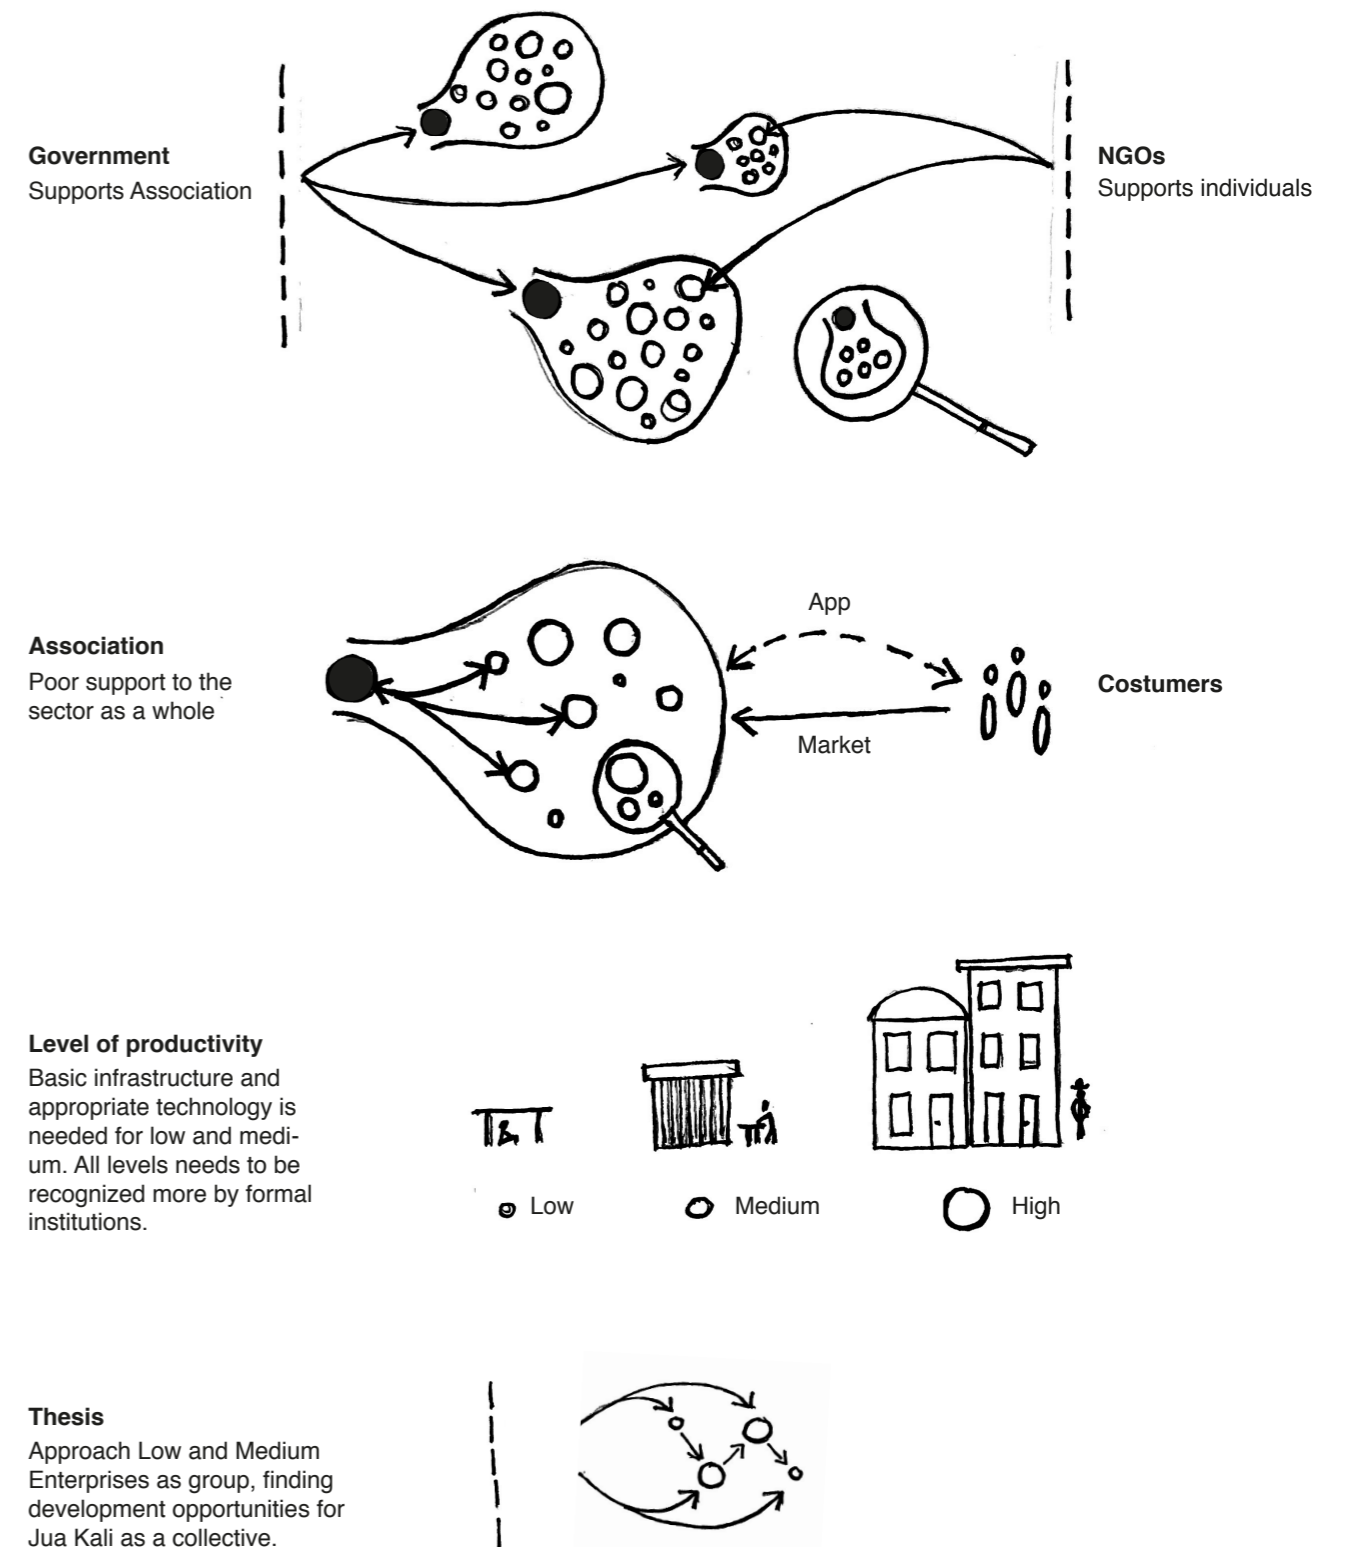 Government
Supports Association
NGOs
Supports individuals
Association
Poor support to the
sector as a whole
App
Market
Costumers
Level of productivity
Basic infrastructure and
appropriate technology is
needed for low and medi-
um. All levels needs to be
recognized more by formal
institutions.
Low
Medium
High
Thesis
Approach Low and Medium
Enterprises as group, finding
development opportunities for
Jua Kali as a collective.